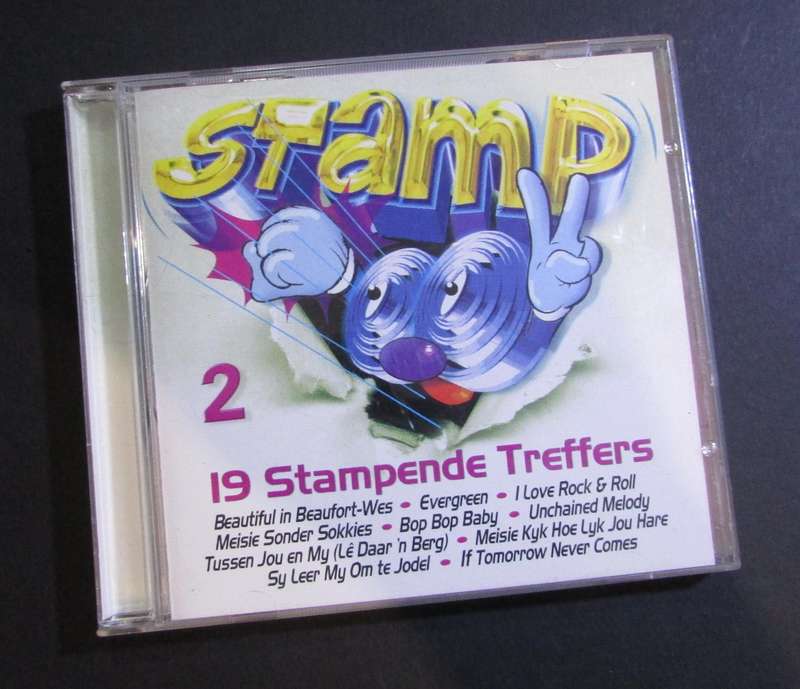 STAMP
2
19 Stampende Treffers
Beautiful in Beaufort-Wes • Evergreen • I Love Rock & Roll
Meisie Sonder Sokkies • Bop Bop Baby • Unchained Melody
Tussen Jou en My (Lê Daar 'n Berg) • Meisie Kyk Hoe Lyk Jou Hare
Sy Leer My Om te Jodel • If Tomorrow Never Comes